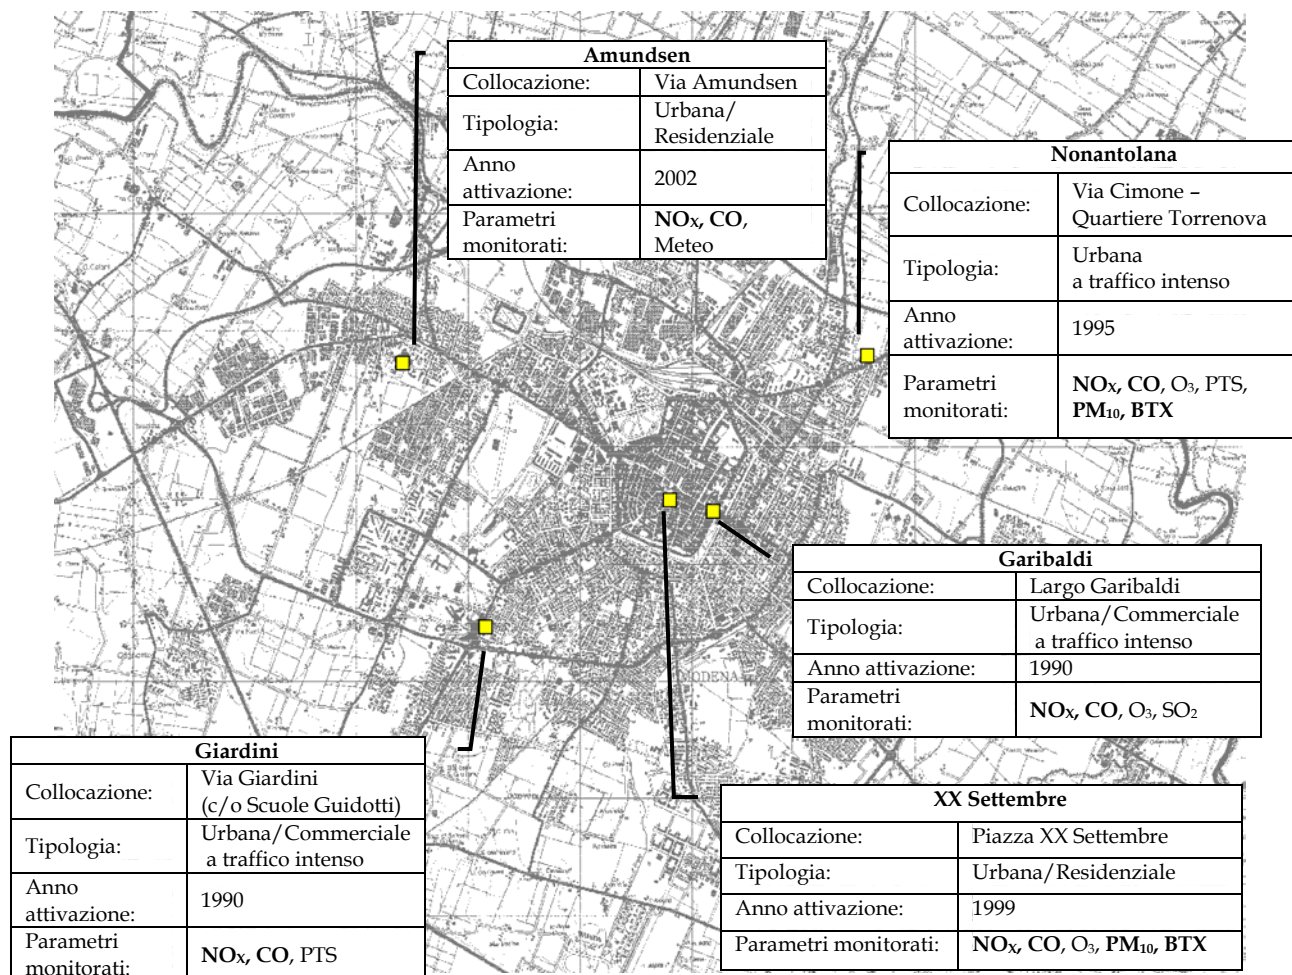 Amundsen
Collocazione: Via Amundsen
Tipologia: Urbana/
Residenziale
Anno
attivazione: 2002
Parametri
monitorati: NOX, CO,
Meteo
Nonantolana
Collocazione: Via Cimone –
Quartiere Torrenova
Tipologia: Urbana
a traffico intenso
Anno
attivazione: 1995
Parametri
monitorati: NOX, CO, O3, PTS,
PM10, BTX
Garibaldi
Collocazione: Largo Garibaldi
Tipologia: Urbana/Commerciale
a traffico intenso
Anno attivazione: 1990
Parametri
monitorati: NOX, CO, O3, SO2
MODENA
Giardini
Collocazione: Via Giardini
(c/o Scuole Guidotti)
Tipologia: Urbana/Commerciale
a traffico intenso
Anno
attivazione: 1990
Parametri
monitorati: NOX, CO, PTS
XX Settembre
Collocazione: Piazza XX Settembre
Tipologia: Urbana/Residenziale
Anno attivazione: 1999
Parametri monitorati: NOX, CO, O3, PM10, BTX